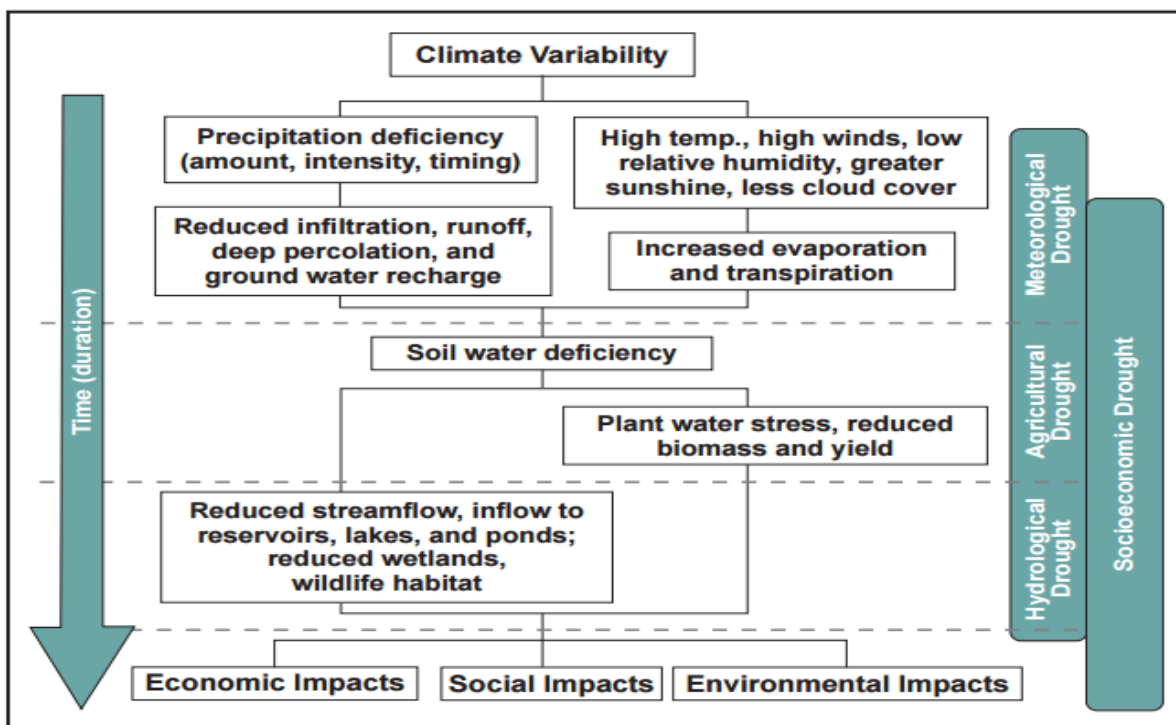 Climate Variability
Precipitation deficiency
(amount, intensity, timing)
High temp., high winds, low
relative humidity, greater
sunshine, less cloud cover
Reduced infiltration, runoff,
deep percolation, and
ground water recharge
Increased evaporation
and transpiration
Soil water deficiency
Plant water stress, reduced
biomass and yield
Reduced streamflow, inflow to
reservoirs, lakes, and ponds;
reduced wetlands,
wildlife habitat
Economic Impacts
Social Impacts
Environmental Impacts
Time (duration)
Meteorological
Drought
Agricultural
Drought
Hydrological
Drought
Socioeconomic Drought